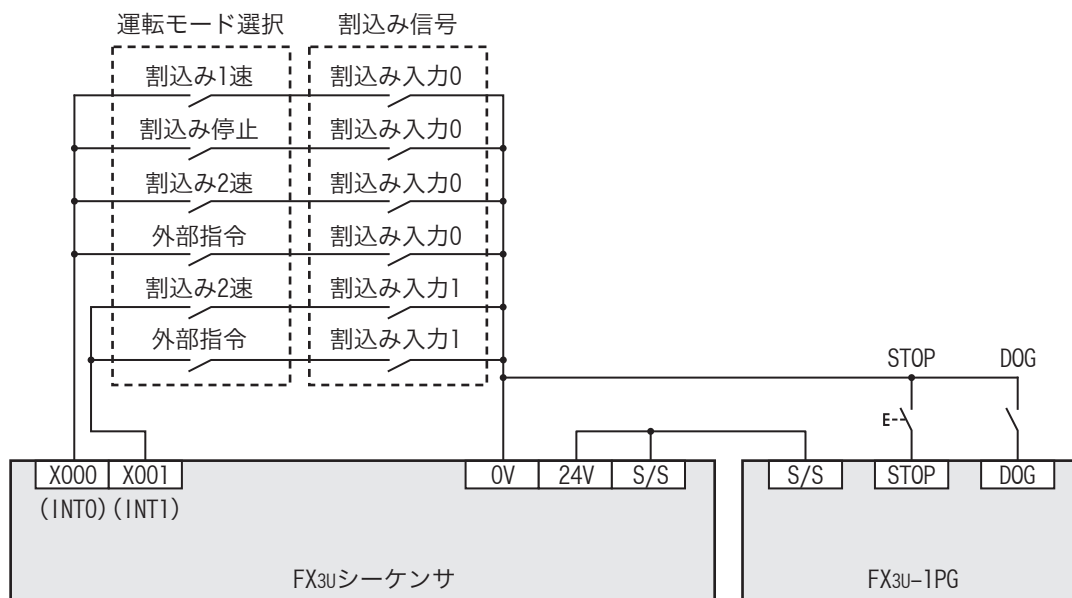 運転モード選択 割込み信号
割込み1速 割込み入力0
割込み停止 割込み入力0
割込み2速 割込み入力0
外部指令 割込み入力0
割込み2速 割込み入力1
外部指令 割込み入力1
STOP DOG
E
X000 X001 0V 24V S/S S/S STOP DOG
(INT0) (INT1)
FX3Uシーケンサ FX3U-1PG